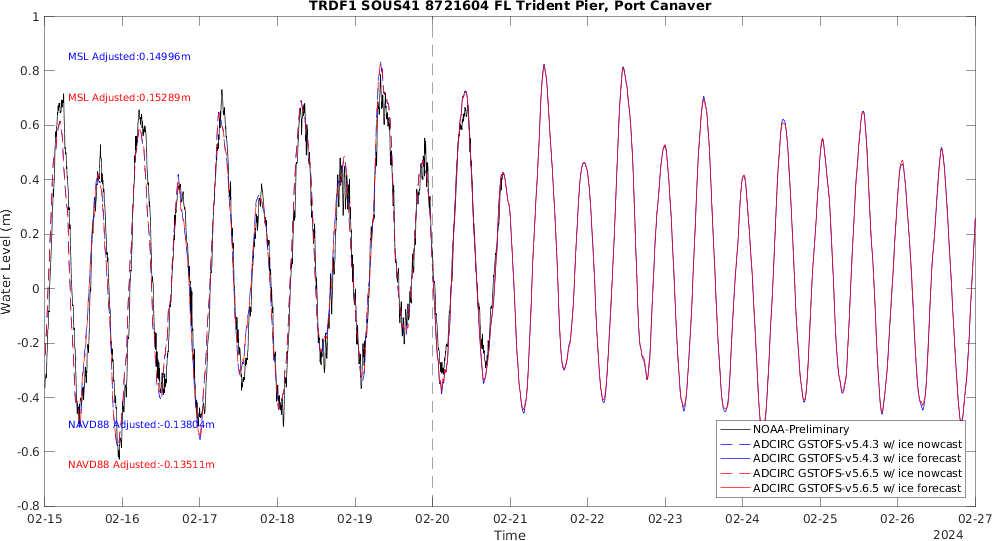 TRDF1 SOUS41 8721604 FL Trident Pier, Port Canaver
MSL Adjusted:0.14996m
MSL Adjusted:0.15289m
NAVD88 Adjusted:-0.13804m
NAVD88 Adjusted:-0.13511m
Water Level (m)
1
0.8
0.6
0.4
0.2
0
-0.2
-0.4
-0.6
-0.8
NOAA-Preliminary
ADCIRC GSTOFS-v5.4.3 w/ ice nowcast
ADCIRC GSTOFS-v5.4.3 w/ ice forecast
ADCIRC GSTOFS-v5.6.5 w/ ice nowcast
ADCIRC GSTOFS-v5.6.5 w/ ice forecast
02-15 02-16 02-17 02-18 02-19 02-20 02-21 02-22 02-23 02-24 02-25 02-26 02-27
Time
2024